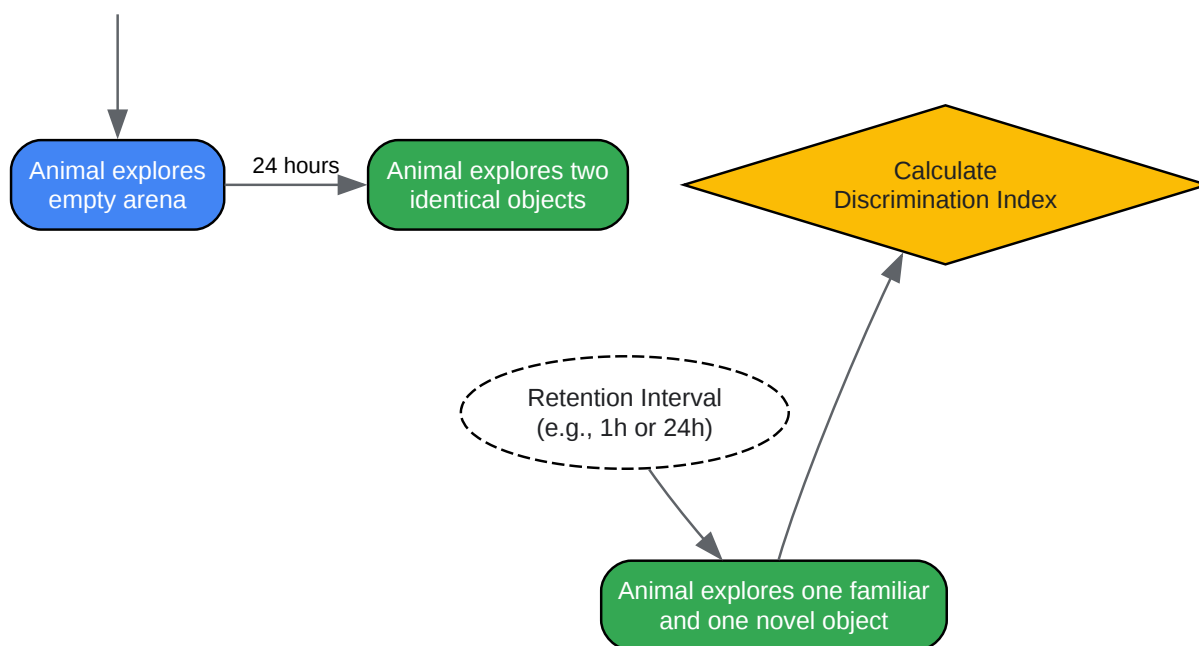 Animal explores
empty arena
24 hours
Animal explores two
identical objects
Calculate
Discrimination Index
Retention Interval
(e.g., 1h or 24h)
Animal explores one familiar
and one novel object